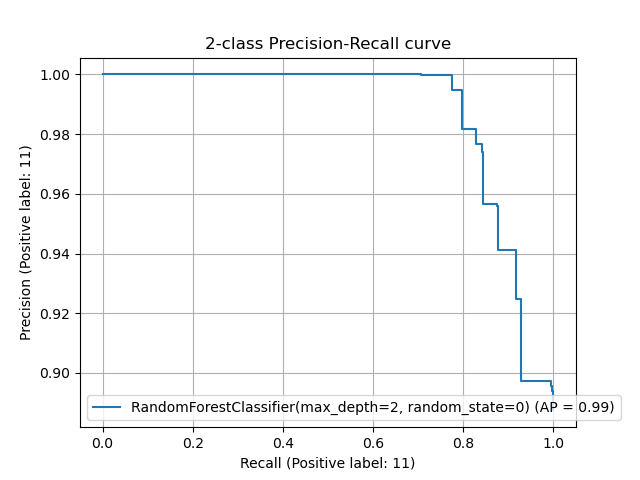 2-class Precision-Recall curve
1.00
0.98
0.96
0.94
0.92
0.90
Precision (Positive label: 11)
RandomForestClassifier(max_depth=2, random_state=0) (AP = 0.99)
0.0 0.2 0.4 0.6 0.8 1.0
Recall (Positive label: 11)